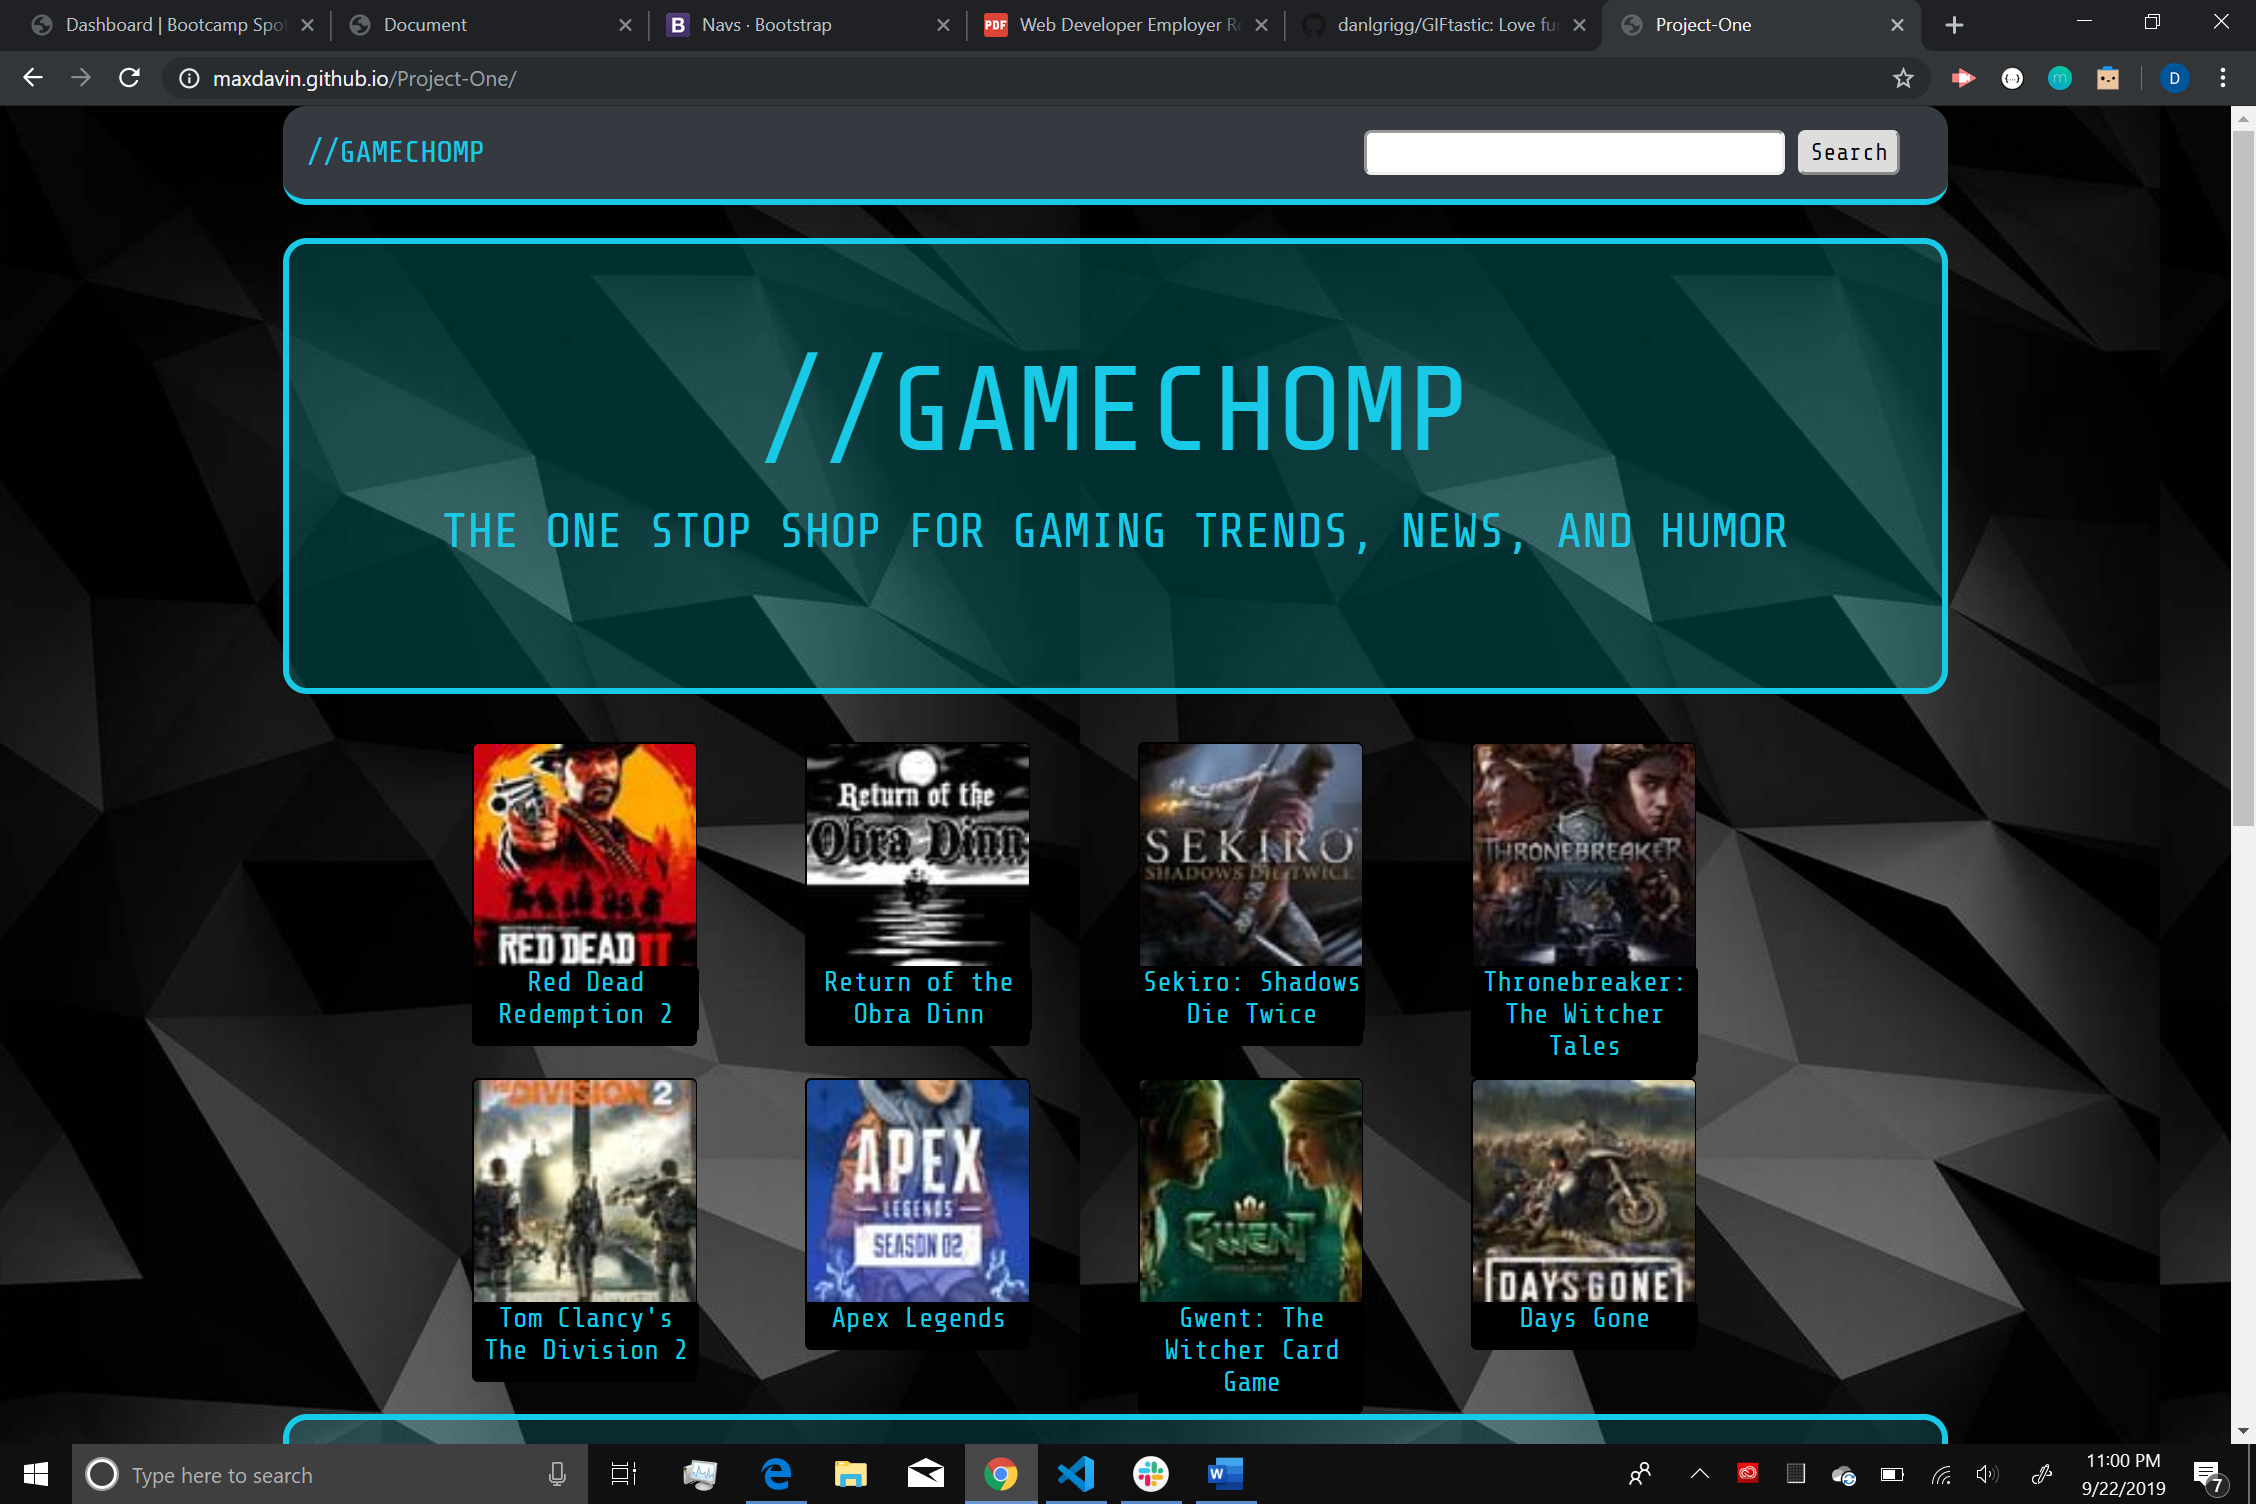 Dashboard | Bootcamp Spot
Document
Navs · Bootstrap
PDF
Web Developer Employer Re
danlgrigg/GIFtastic: Love fun
Project-One
maxdavin.github.io/Project-One/
D
//GAMECHOMP
Search
//GAMECHOMP
THE ONE STOP SHOP FOR GAMING TRENDS, NEWS, AND HUMOR
RED DEAD II
Red Dead
Redemption 2
Return of the
Obra Dinn
Return of the
Obra Dinn
SEKIRO
SHADOWS DIE TWICE
Sekiro: Shadows
Die Twice
THRONEBREAKER
Thronebreaker:
The Witcher
Tales
DIVISION 2
Tom Clancy's
The Division 2
APEX
LEGENDS
SEASON 02
Apex Legends
GWENT
Gwent: The
Witcher Card
Game
DAYS GONE
Days Gone
Type here to search
11:00 PM
9/22/2019
7